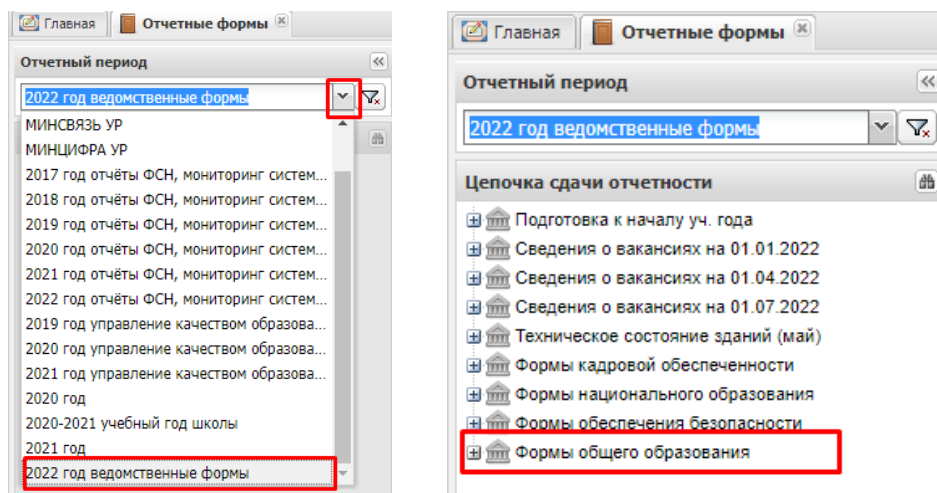 Главная
Отчетные формы
Отчетный период
2022 год ведомственные формы
МИНСВЯЗЬ УР
МИНЦИФРА УР
2017 год отчёты ФСН, мониторинг систем...
2018 год отчёты ФСН, мониторинг систем...
2019 год отчёты ФСН, мониторинг систем...
2020 год отчёты ФСН, мониторинг систем...
2021 год отчёты ФСН, мониторинг систем...
2022 год отчёты ФСН, мониторинг систем...
2019 год управление качеством образова...
2020 год управление качеством образова...
2021 год управление качеством образова...
2020 год
2020-2021 учебный год школы
2021 год
2022 год ведомственные формы
Главная
Отчетные формы
Отчетный период
2022 год ведомственные формы
Цепочка сдачи отчетности
Подготовка к началу уч. года
Сведения о вакансиях на 01.01.2022
Сведения о вакансиях на 01.04.2022
Сведения о вакансиях на 01.07.2022
Техническое состояние зданий (май)
Формы кадровой обеспеченности
Формы национального образования
Формы обеспечения безопасности
Формы общего образования